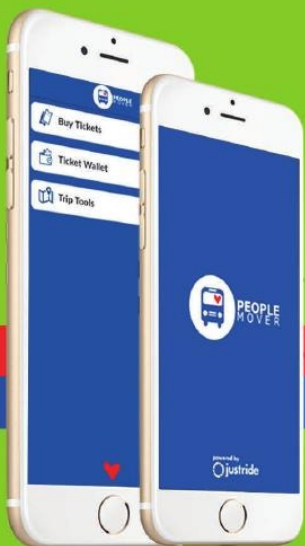 PEOPLE
MOVER
Buy Tickets
Ticket Wallet
Trip Tools
PEOPLE
MOVER
powered by
justride